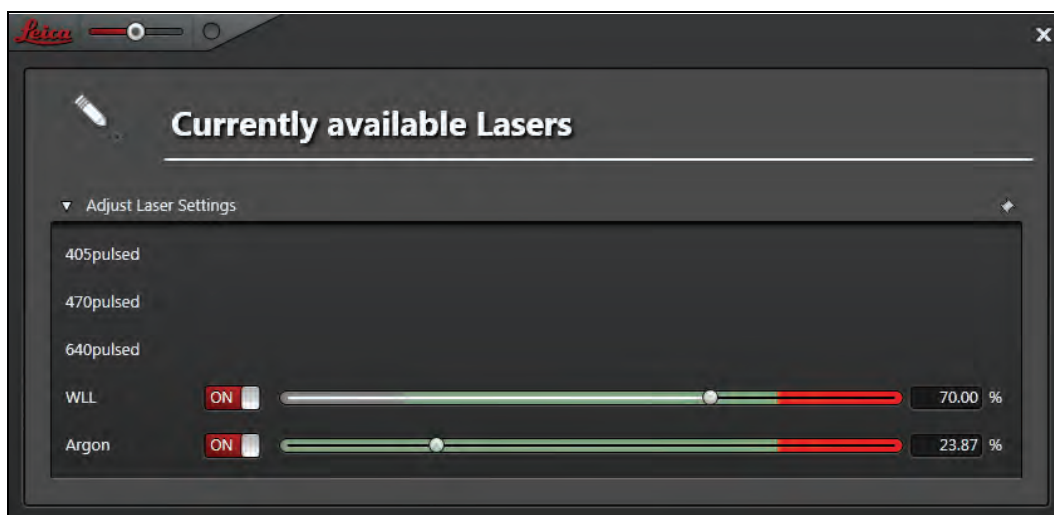 Leica
Currently available Lasers
Adjust Laser Settings
405pulsed
470pulsed
640pulsed
WLL ON 70.00 %
Argon ON 23.87 %